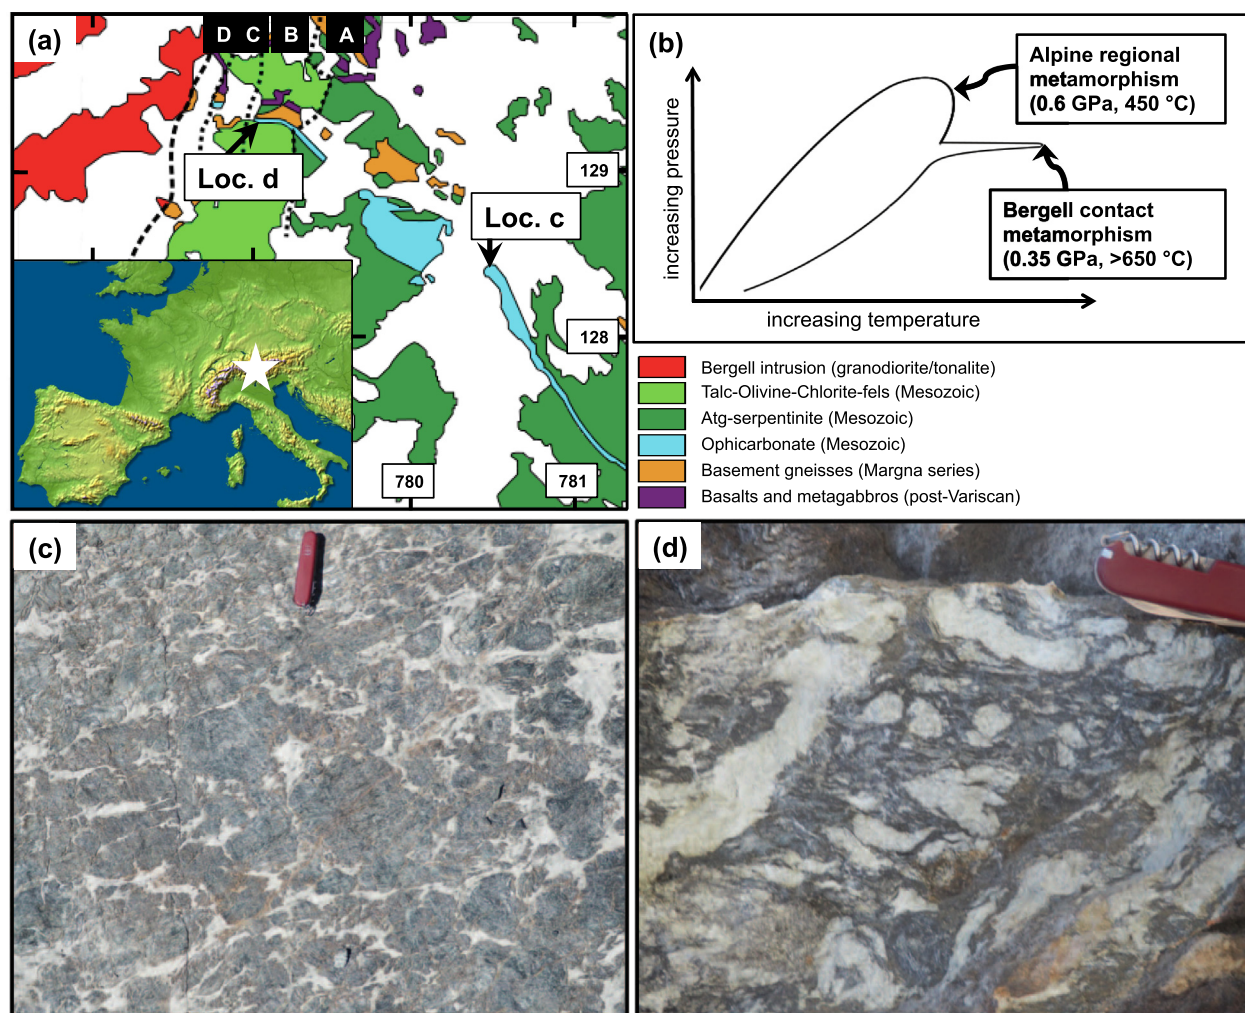 (a)
D C B A
Loc. d
Loc. c
129
128
780
781
(b)
increasing pressure
increasing temperature
Alpine regional
metamorphism
(0.6 GPa, 450 °C)
Bergell contact
metamorphism
(0.35 GPa, >650 °C)
Bergell intrusion (granodiorite/tonalite)
Talc-Olivine-Chlorite-fels (Mesozoic)
Atg-serpentinite (Mesozoic)
Ophicarbonate (Mesozoic)
Basement gneisses (Margna series)
Basalts and metagabbros (post-Variscan)
(c)
(d)